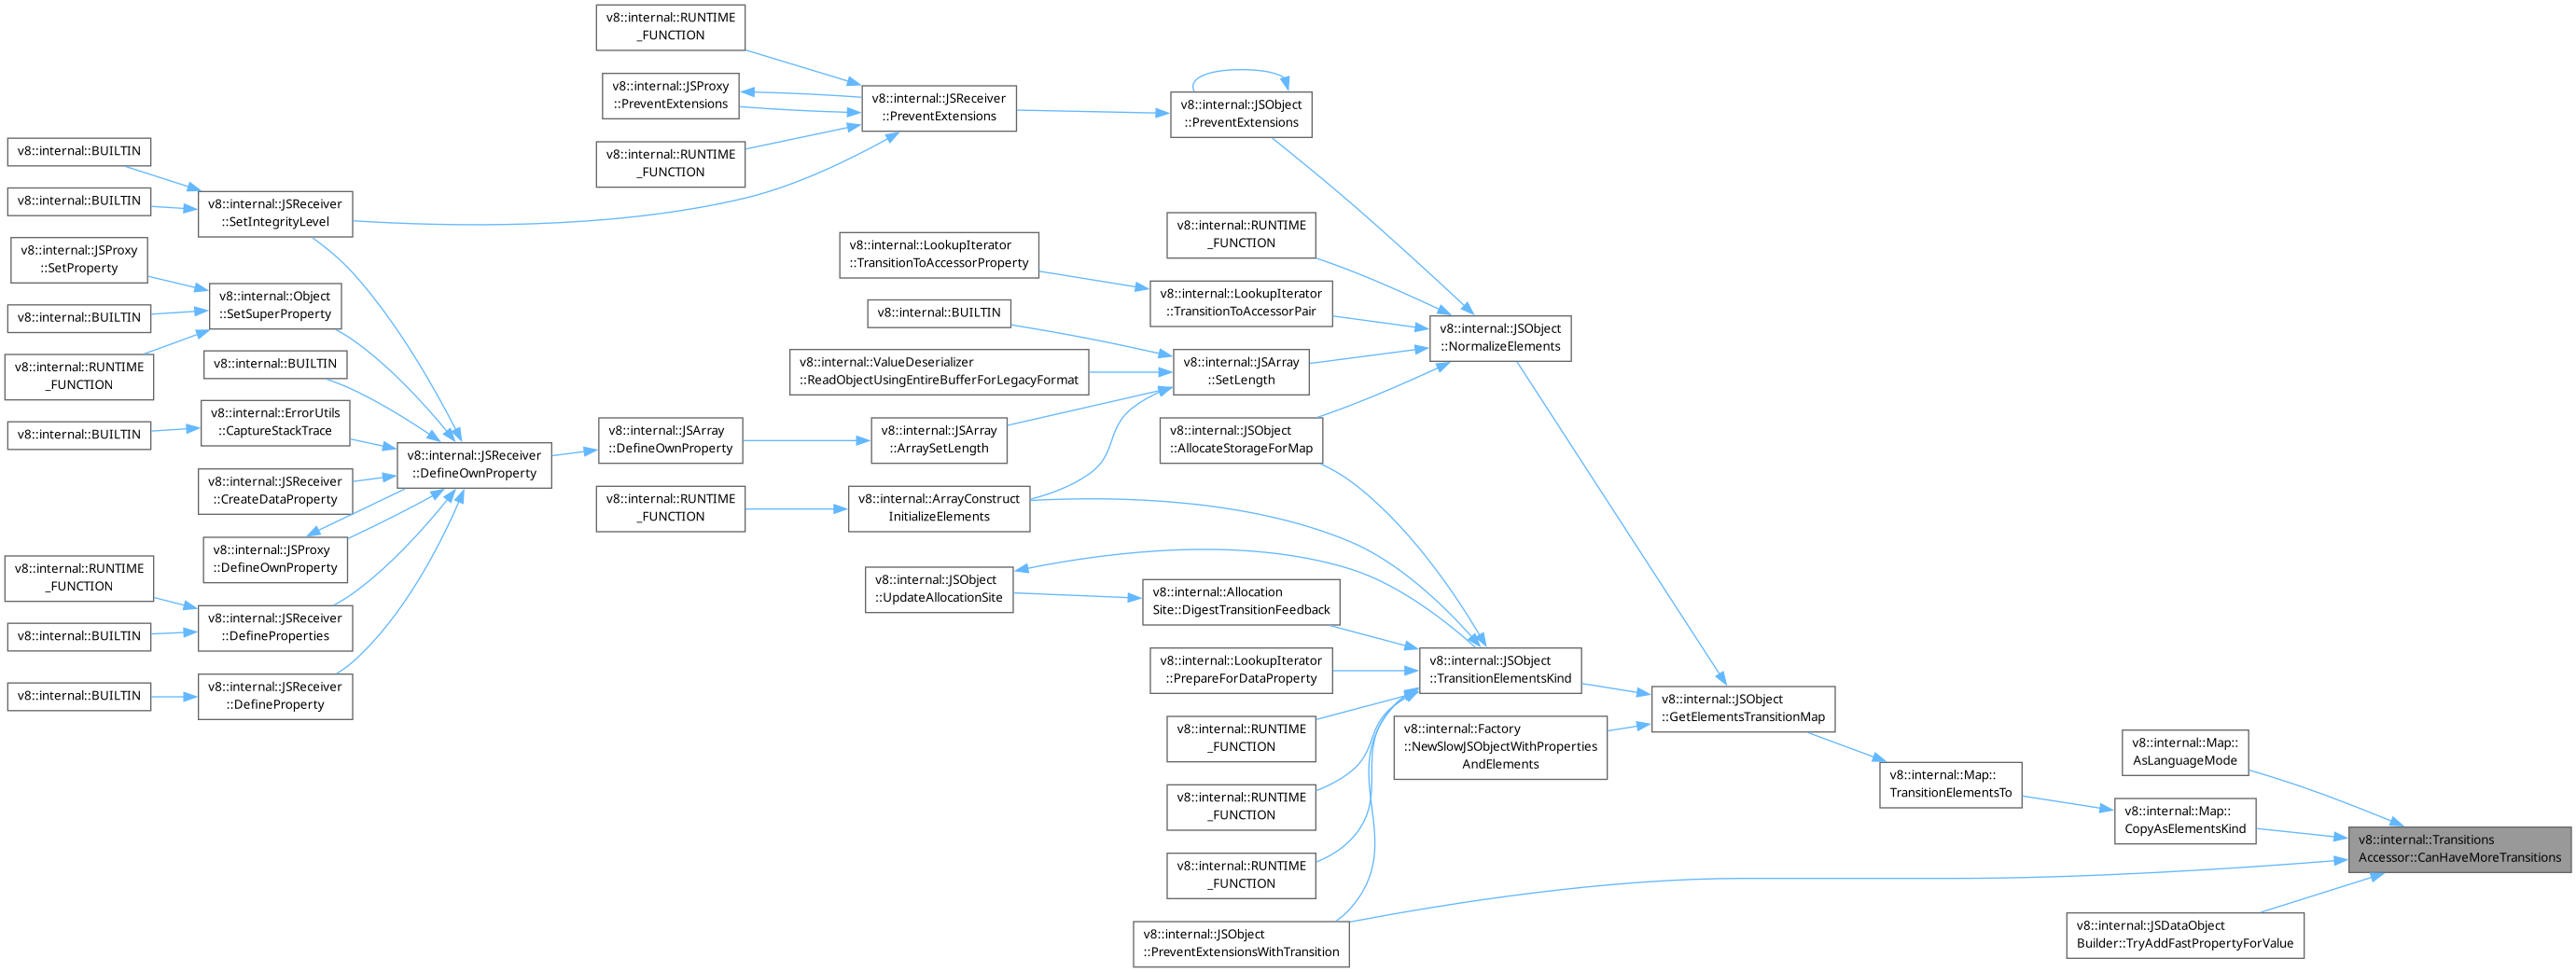 v8::internal::RUNTIME
_FUNCTION
v8::internal::JSProxy
::PreventExtensions
v8::internal::JSReceiver
::PreventExtensions
v8::internal::JSObject
::PreventExtensions
v8::internal::RUNTIME
_FUNCTION
v8::internal::BUILTIN
v8::internal::BUILTIN
v8::internal::JSReceiver
::SetIntegrityLevel
v8::internal::JSProxy
::SetProperty
v8::internal::Object
::SetSuperProperty
v8::internal::BUILTIN
v8::internal::RUNTIME
_FUNCTION
v8::internal::BUILTIN
v8::internal::ErrorUtils
::CaptureStackTrace
v8::internal::BUILTIN
v8::internal::JSReceiver
::DefineOwnProperty
v8::internal::JSReceiver
::CreateDataProperty
v8::internal::JSProxy
::DefineOwnProperty
v8::internal::RUNTIME
_FUNCTION
v8::internal::JSReceiver
::DefineProperties
v8::internal::BUILTIN
v8::internal::JSReceiver
::DefineProperty
v8::internal::BUILTIN
v8::internal::JSArray
::DefineOwnProperty
v8::internal::RUNTIME
_FUNCTION
v8::internal::LookupIterator
::TransitionToAccessorProperty
v8::internal::BUILTIN
v8::internal::ValueDeserializer
::ReadObjectUsingEntireBufferForLegacyFormat
v8::internal::JSArray
::ArraySetLength
v8::internal::ArrayConstruct
InitializeElements
v8::internal::JSObject
::UpdateAllocationSite
v8::internal::RUNTIME
_FUNCTION
v8::internal::LookupIterator
::TransitionToAccessorPair
v8::internal::JSArray
::SetLength
v8::internal::JSObject
::AllocateStorageForMap
v8::internal::Allocation
Site::DigestTransitionFeedback
v8::internal::LookupIterator
::PrepareForDataProperty
v8::internal::RUNTIME
_FUNCTION
v8::internal::RUNTIME
_FUNCTION
v8::internal::RUNTIME
_FUNCTION
v8::internal::JSObject
::PreventExtensionsWithTransition
v8::internal::JSObject
::NormalizeElements
v8::internal::JSObject
::TransitionElementsKind
v8::internal::Factory
::NewSlowJSObjectWithProperties
AndElements
v8::internal::JSObject
::GetElementsTransitionMap
v8::internal::Map::
TransitionElementsTo
v8::internal::Map::
AsLanguageMode
v8::internal::Map::
CopyAsElementsKind
v8::internal::JSDataObject
Builder::TryAddFastPropertyForValue
v8::internal::Transitions
Accessor::CanHaveMoreTransitions